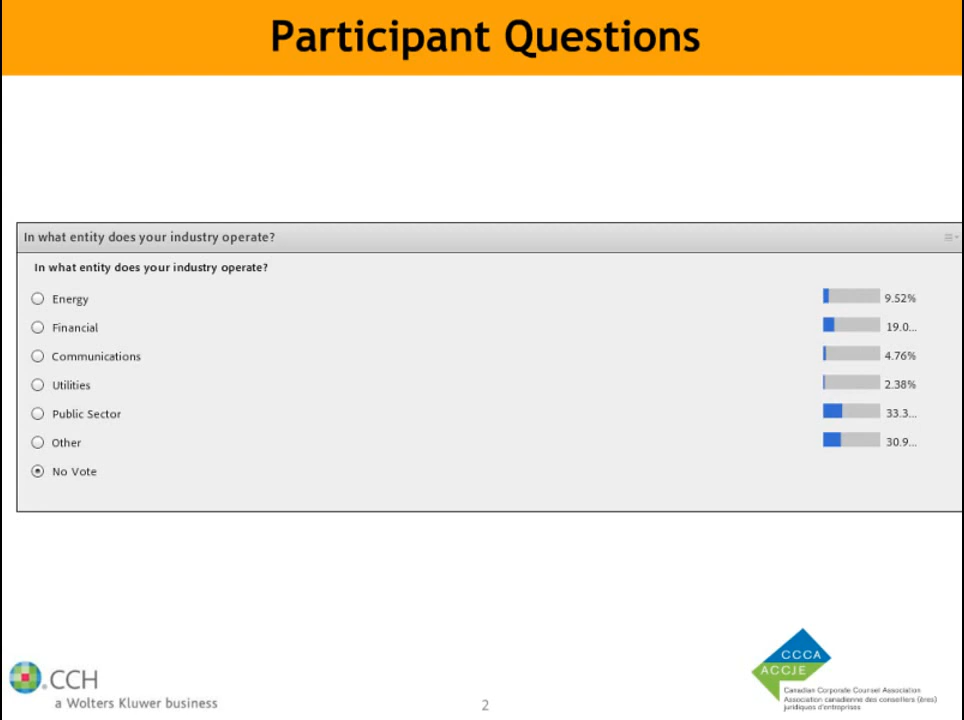 Participant Questions
In what entity does your industry operate?
In what entity does your industry operate?
Energy 9.52%
Financial 19.0...
Communications 4.76%
Utilities 2.38%
Public Sector 33.3...
Other 30.9...
No Vote
CCH
a Wolters Kluwer business
2
CCCA
ACCJE
Canadian Corporate Counsel Association
Association canadienne des conseillers (ères)
juridiques d'entreprises